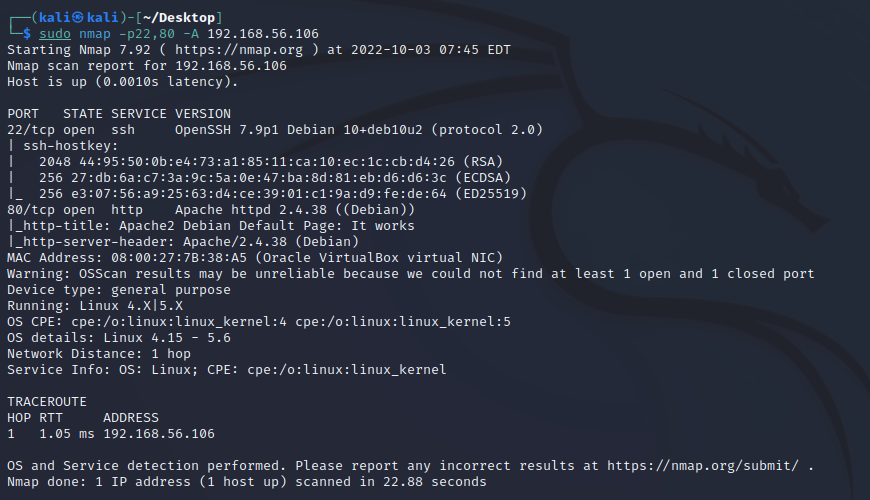 ┌──(kali㉿kali)-[~/Desktop]
└─$ sudo nmap -p22,80 -A 192.168.56.106
Starting Nmap 7.92 ( https://nmap.org ) at 2022-10-03 07:45 EDT
Nmap scan report for 192.168.56.106
Host is up (0.0010s latency).

PORT   STATE SERVICE VERSION
22/tcp open  ssh     OpenSSH 7.9p1 Debian 10+deb10u2 (protocol 2.0)
| ssh-hostkey:
|   2048 44:95:50:0b:e4:73:a1:85:11:ca:10:ec:1c:cb:d4:26 (RSA)
|   256 27:db:6a:c7:3a:9c:5a:0e:47:ba:8d:81:eb:d6:d6:3c (ECDSA)
|_  256 e3:07:56:a9:25:63:d4:ce:39:01:c1:9a:d9:fe:de:64 (ED25519)
80/tcp open  http    Apache httpd 2.4.38 ((Debian))
|_http-title: Apache2 Debian Default Page: It works
|_http-server-header: Apache/2.4.38 (Debian)
MAC Address: 08:00:27:7B:38:A5 (Oracle VirtualBox virtual NIC)
Warning: OSScan results may be unreliable because we could not find at least 1 open and 1 closed port
Device type: general purpose
Running: Linux 4.X|5.X
OS CPE: cpe:/o:linux:linux_kernel:4 cpe:/o:linux:linux_kernel:5
OS details: Linux 4.15 - 5.6
Network Distance: 1 hop
Service Info: OS: Linux; CPE: cpe:/o:linux:linux_kernel

TRACEROUTE
HOP RTT     ADDRESS
1   1.05 ms 192.168.56.106

OS and Service detection performed. Please report any incorrect results at https://nmap.org/submit/ .
Nmap done: 1 IP address (1 host up) scanned in 22.88 seconds